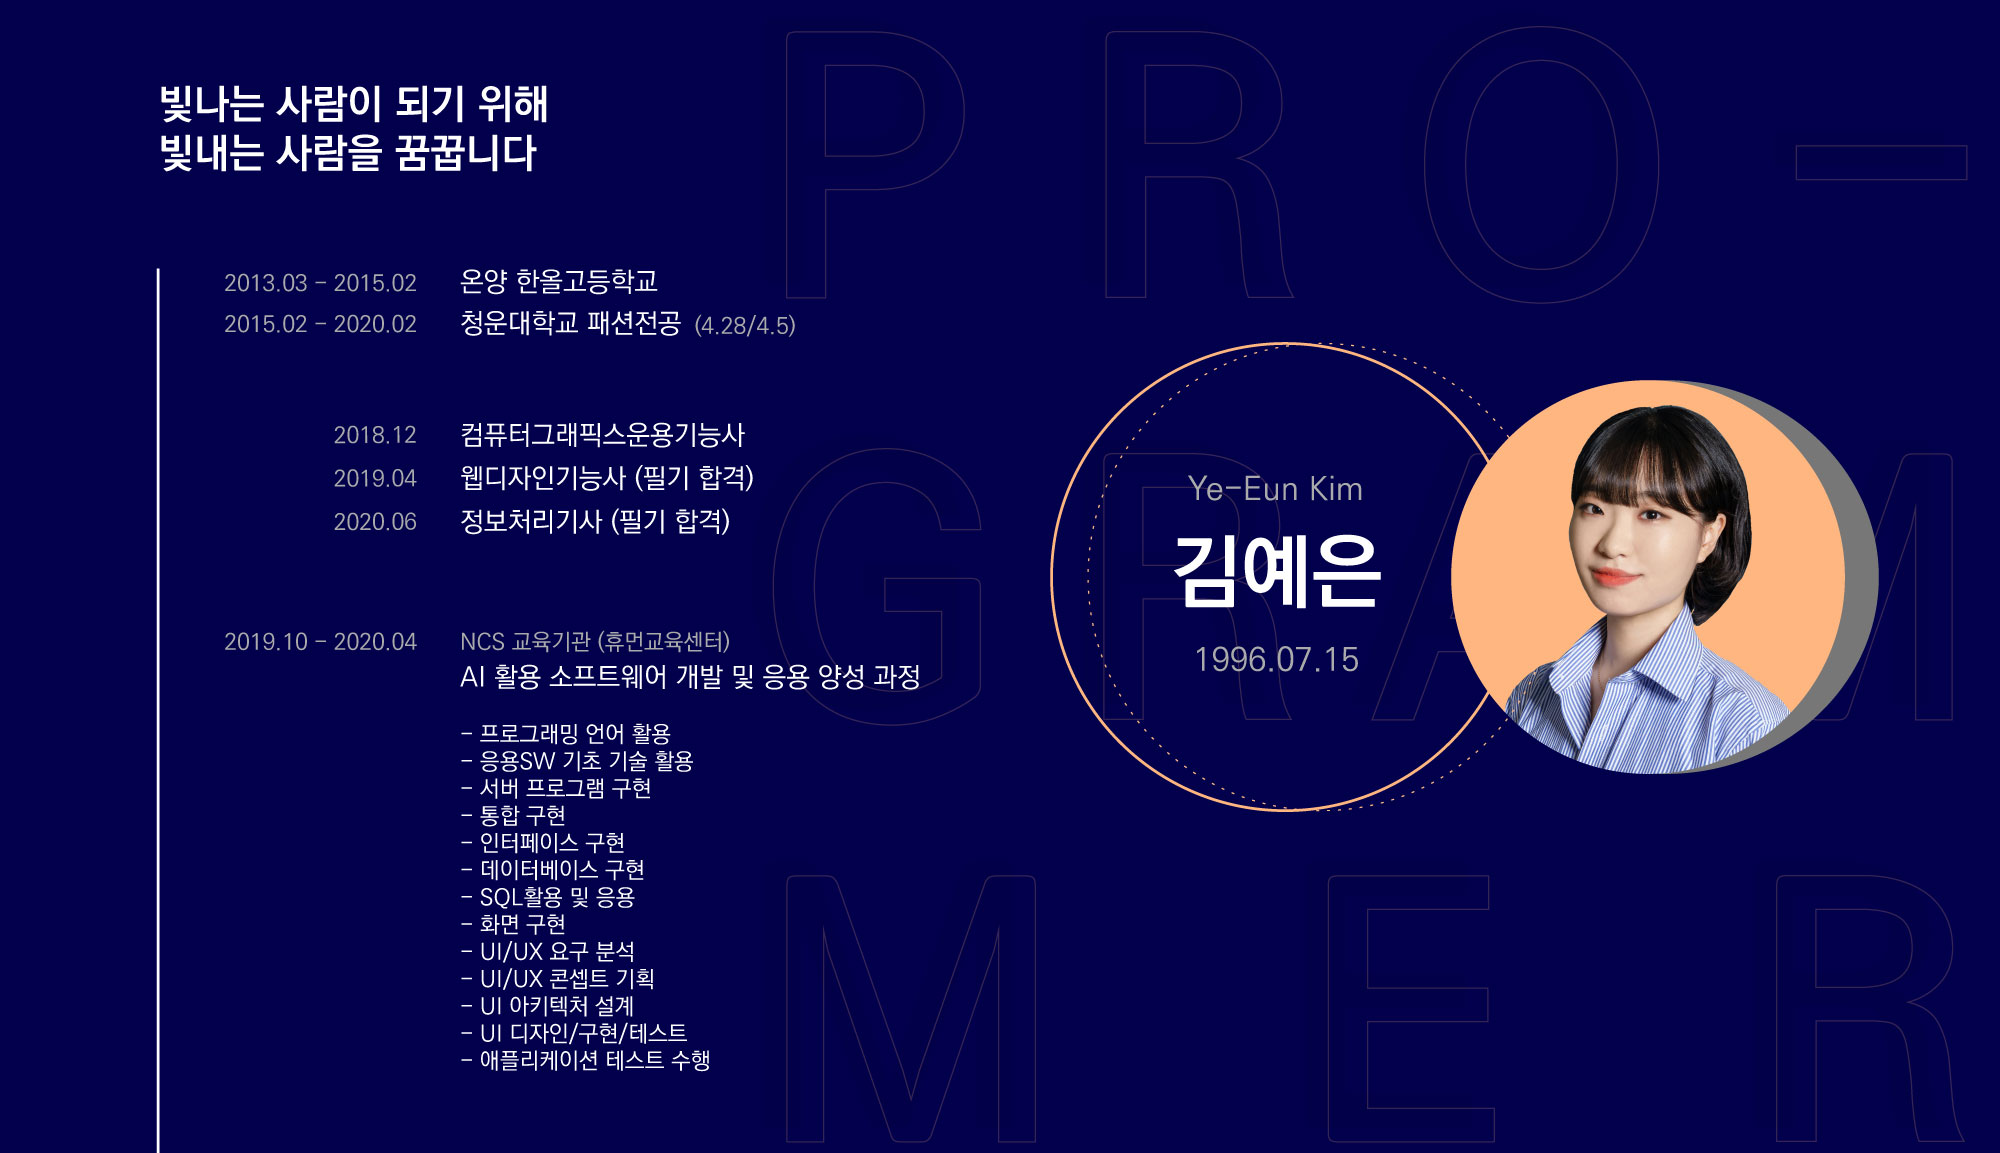 빛나는 사람이 되기 위해
빛내는 사람을 꿈꿉니다
2013.03 - 2015.02 온양 한올고등학교
2015.02 - 2020.02 청운대학교 패션전공 (4.28/4.5)
2018.12 컴퓨터그래픽스운용기능사
2019.04 웹디자인기능사 (필기 합격)
2020.06 정보처리기사 (필기 합격)
2019.10 - 2020.04 NCS 교육기관 (휴먼교육센터)
AI 활용 소프트웨어 개발 및 응용 양성 과정
- 프로그래밍 언어 활용
- 응용SW 기초 기술 활용
- 서버 프로그램 구현
- 통합 구현
- 인터페이스 구현
- 데이터베이스 구현
- SQL활용 및 응용
- 화면 구현
- UI/UX 요구 분석
- UI/UX 콘셉트 기획
- UI 아키텍처 설계
- UI 디자인/구현/테스트
- 애플리케이션 테스트 수행
Ye-Eun Kim
김예은
1996.07.15
PRO-
GRAM
MER